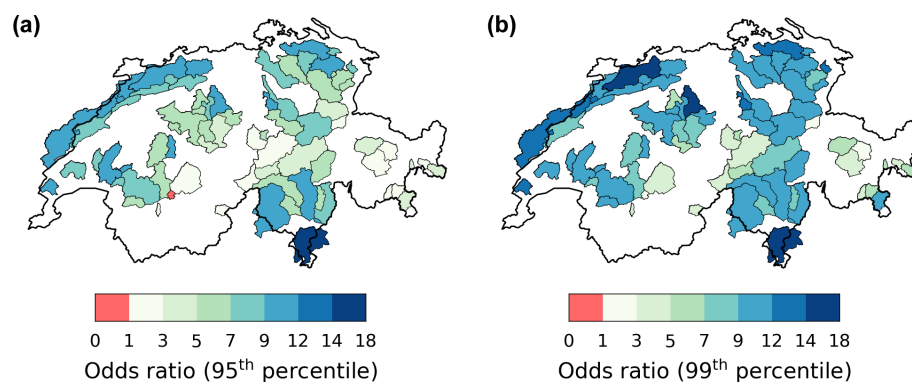 (a)
(b)
0 1 3 5 7 9 12 14 18
Odds ratio (95th percentile)
0 1 3 5 7 9 12 14 18
Odds ratio (99th percentile)